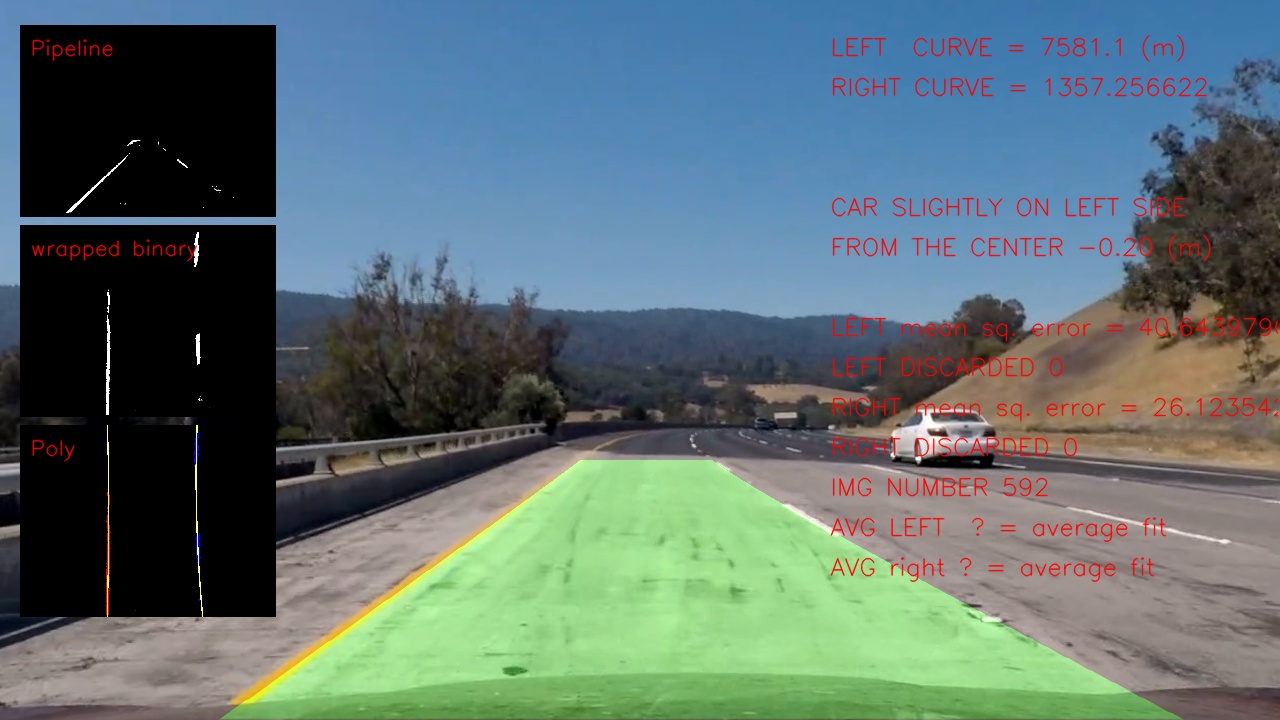 Pipeline
wrapped binary
Poly
LEFT CURVE = 7581.1 (m)
RIGHT CURVE = 1357.256622
CAR SLIGHTLY ON LEFT SIDE
FROM THE CENTER -0.20 (m)
LEFT mean sq. error = 40.6439790
LEFT DISCARDED 0
RIGHT mean sq. error = 26.12354
RIGHT DISCARDED 0
IMG NUMBER 592
AVG LEFT ? = average fit
AVG right ? = average fit